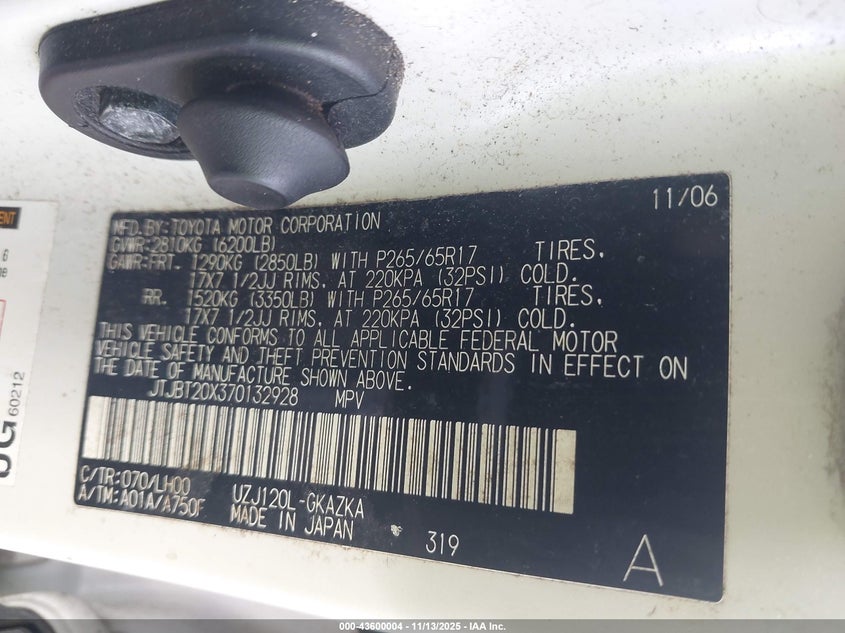 11/06
MFD.BY:TOYOTA MOTOR CORPORATION
GVWR:2810KG (6200LB)
GAWR:FRT. 1290KG (2850LB) WITH P265/65R17 TIRES,
17X7 1/2JJ RIMS, AT 220KPA (32PSI) COLD.
RR. 1520KG (3350LB) WITH P265/65R17 TIRES,
17X7 1/2JJ RIMS, AT 220KPA (32PSI) COLD.
THIS VEHICLE CONFORMS TO ALL APPLICABLE FEDERAL MOTOR
VEHICLE SAFETY AND THEFT PREVENTION STANDARDS IN EFFECT ON
THE DATE OF MANUFACTURE SHOWN ABOVE.
JTJBT20X370132928 MPV
C/TR:070/LH00 UZJ120L-GKAZKA
A/TM:A01A/A750F MADE IN JAPAN 319
A
60212
000-43600004 - 11/13/2025 - IAA Inc.